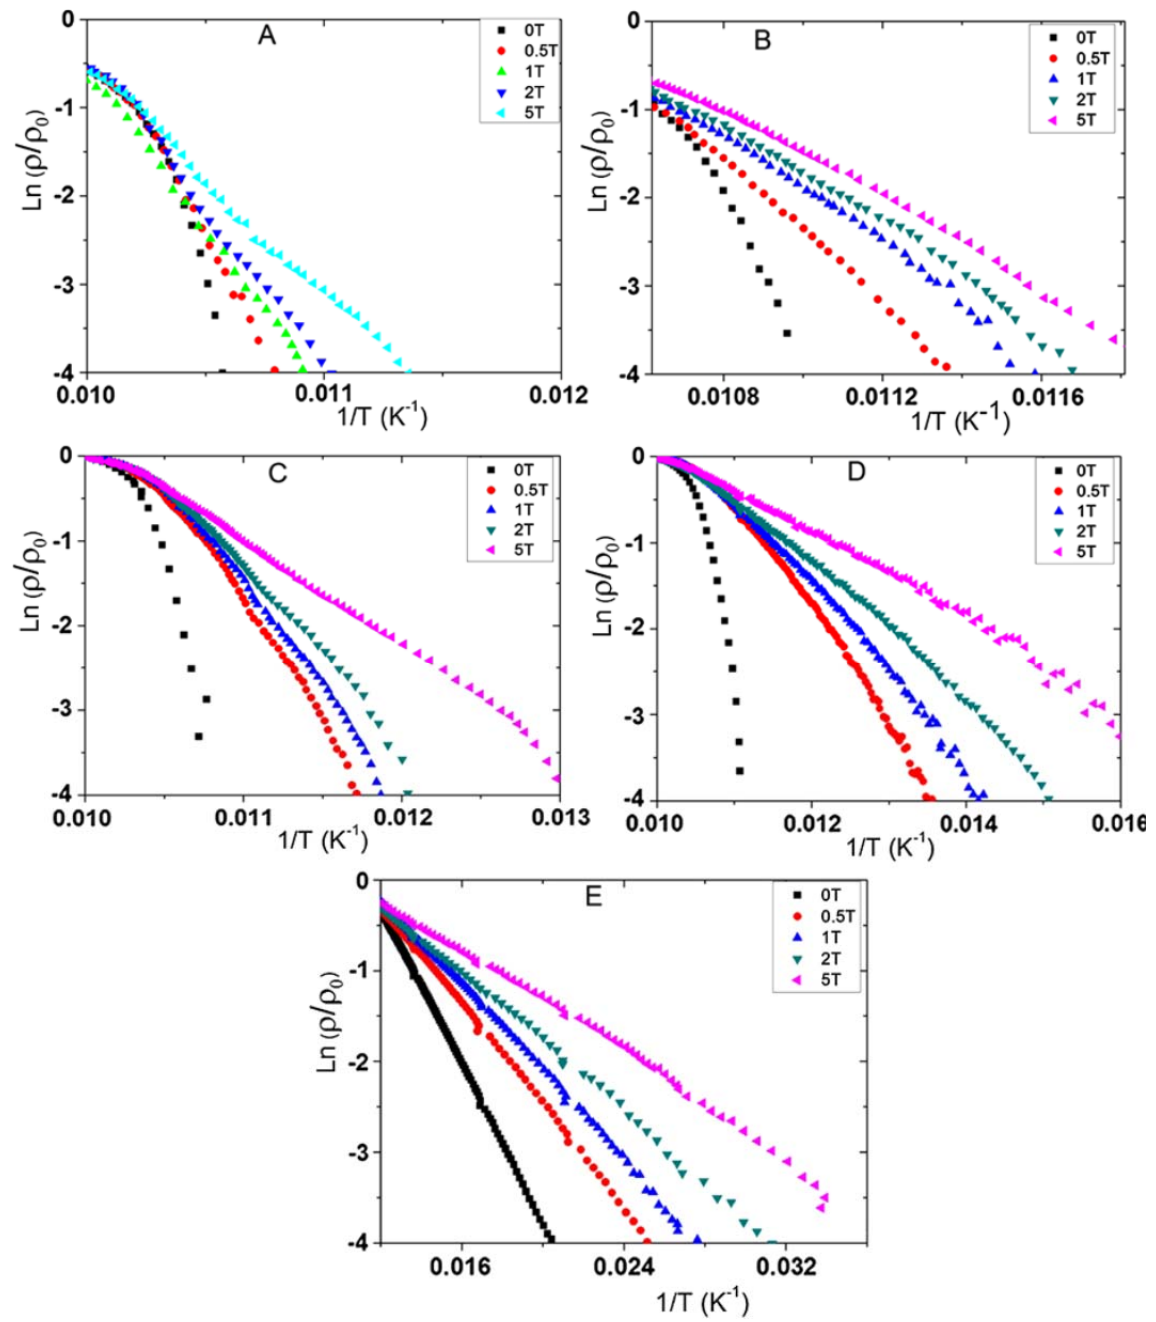 A
0T
0.5T
1T
2T
5T
0
-1
-2
-3
-4
Ln (ρ/ρ0)
0.010
0.011
0.012
1/T (K-1)
B
0T
0.5T
1T
2T
5T
0
-1
-2
-3
-4
Ln (ρ/ρ0)
0.0108
0.0112
0.0116
1/T (K-1)
C
0T
0.5T
1T
2T
5T
0
-1
-2
-3
-4
Ln (ρ/ρ0)
0.010
0.011
0.012
0.013
1/T (K-1)
D
0T
0.5T
1T
2T
5T
0
-1
-2
-3
-4
Ln (ρ/ρ0)
0.010
0.012
0.014
0.016
1/T (K-1)
E
0T
0.5T
1T
2T
5T
0
-1
-2
-3
-4
Ln (ρ/ρ0)
0.016
0.024
0.032
1/T (K-1)